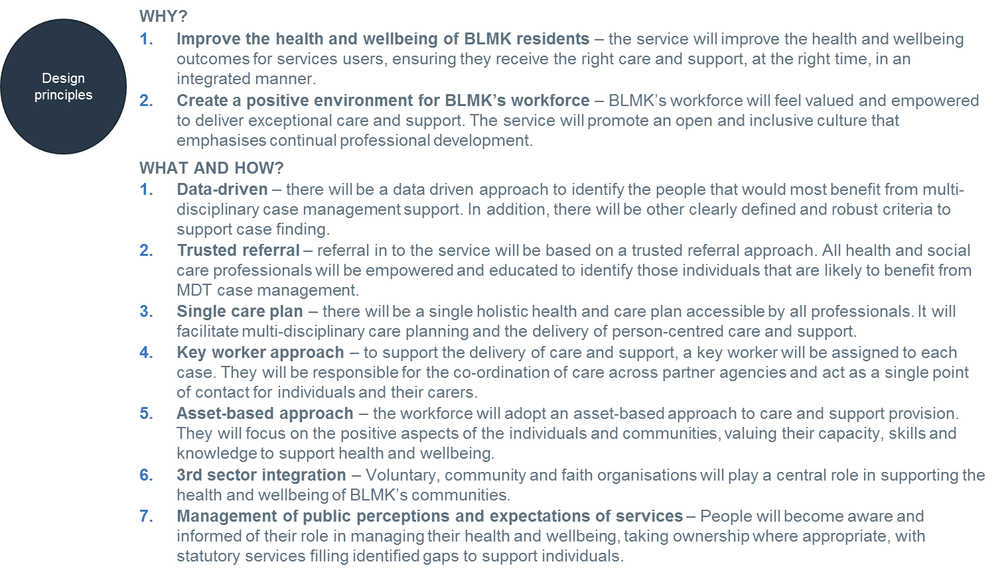 Design
principles
WHY?
1. Improve the health and wellbeing of BLMK residents – the service will improve the health and wellbeing
outcomes for services users, ensuring they receive the right care and support, at the right time, in an
integrated manner.
2. Create a positive environment for BLMK’s workforce – BLMK’s workforce will feel valued and empowered
to deliver exceptional care and support. The service will promote an open and inclusive culture that
emphasises continual professional development.
WHAT AND HOW?
1. Data-driven – there will be a data driven approach to identify the people that would most benefit from multi-
disciplinary case management support. In addition, there will be other clearly defined and robust criteria to
support case finding.
2. Trusted referral – referral in to the service will be based on a trusted referral approach. All health and social
care professionals will be empowered and educated to identify those individuals that are likely to benefit from
MDT case management.
3. Single care plan – there will be a single holistic health and care plan accessible by all professionals. It will
facilitate multi-disciplinary care planning and the delivery of person-centred care and support.
4. Key worker approach – to support the delivery of care and support, a key worker will be assigned to each
case. They will be responsible for the co-ordination of care across partner agencies and act as a single point
of contact for individuals and their carers.
5. Asset-based approach – the workforce will adopt an asset-based approach to care and support provision.
They will focus on the positive aspects of the individuals and communities, valuing their capacity, skills and
knowledge to support health and wellbeing.
6. 3rd sector integration – Voluntary, community and faith organisations will play a central role in supporting the
health and wellbeing of BLMK’s communities.
7. Management of public perceptions and expectations of services – People will become aware and
informed of their role in managing their health and wellbeing, taking ownership where appropriate, with
statutory services filling identified gaps to support individuals.